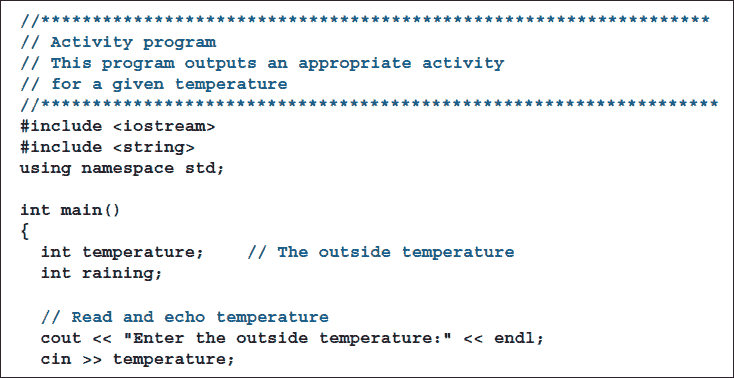 //*****************************************************************
// Activity program
// This program outputs an appropriate activity
// for a given temperature
//******************************************************************
#include <iostream>
#include <string>
using namespace std;
int main()
{
  int temperature;    // The outside temperature
  int raining;
  // Read and echo temperature
  cout << "Enter the outside temperature:" << endl;
  cin >> temperature;